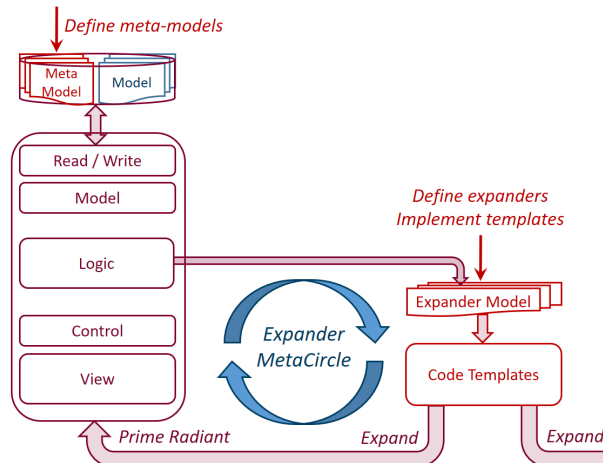 Define meta-models
Meta
Model
Model
Read / Write
Model
Define expanders
Implement templates
Logic
Expander Model
Expander
MetaCircle
Control
View
Code Templates
Prime Radiant
Expand
Expand